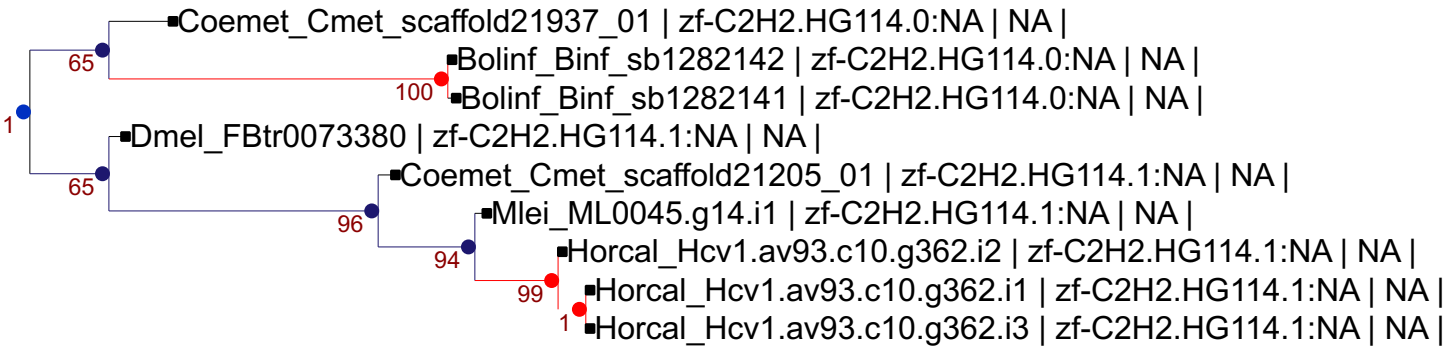 Coemet_Cmet_scaffold21937_01 | zf-C2H2.HG114.0:NA | NA |
65
Bolinf_Binf_sb1282142 | zf-C2H2.HG114.0:NA | NA |
100
Bolinf_Binf_sb1282141 | zf-C2H2.HG114.0:NA | NA |
1
Dmel_FBtr0073380 | zf-C2H2.HG114.1:NA | NA |
65
Coemet_Cmet_scaffold21205_01 | zf-C2H2.HG114.1:NA | NA |
96
Mlei_ML0045.g14.i1 | zf-C2H2.HG114.1:NA | NA |
94
Horcal_Hcv1.av93.c10.g362.i2 | zf-C2H2.HG114.1:NA | NA |
99
Horcal_Hcv1.av93.c10.g362.i1 | zf-C2H2.HG114.1:NA | NA |
1
Horcal_Hcv1.av93.c10.g362.i3 | zf-C2H2.HG114.1:NA | NA |